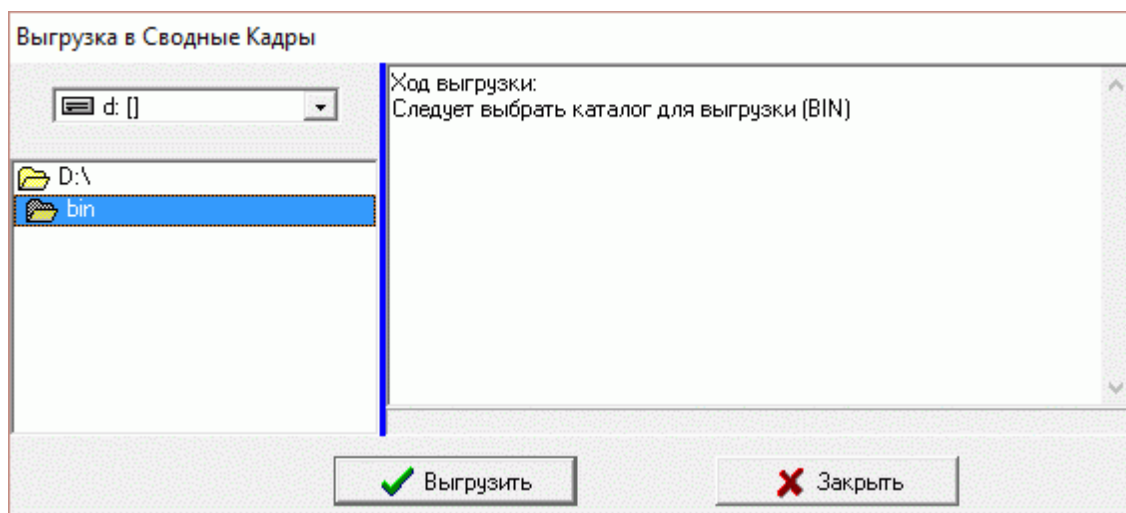 Выгрузка в Сводные Кадры
d: []
D:\
bin
Ход выгрузки:
Следует выбрать каталог для выгрузки (BIN)
Выгрузить
Закрыть